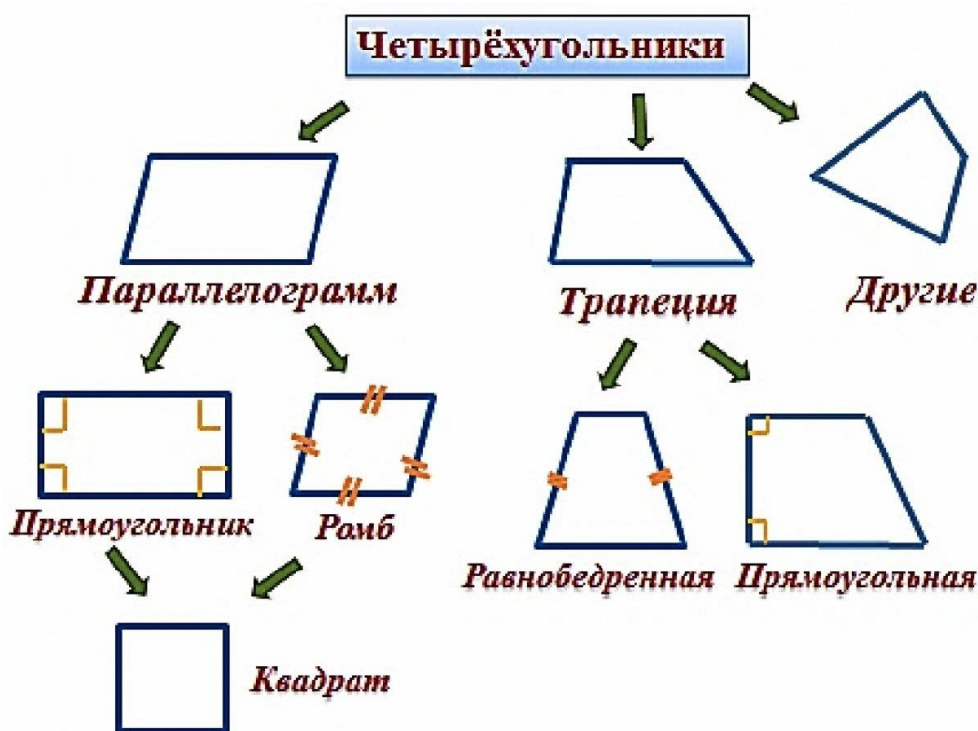 Четырёхугольники
Параллелограмм
Трапеция
Другие
Прямоугольник
Ромб
Равнобедренная
Прямоугольная
Квадрат